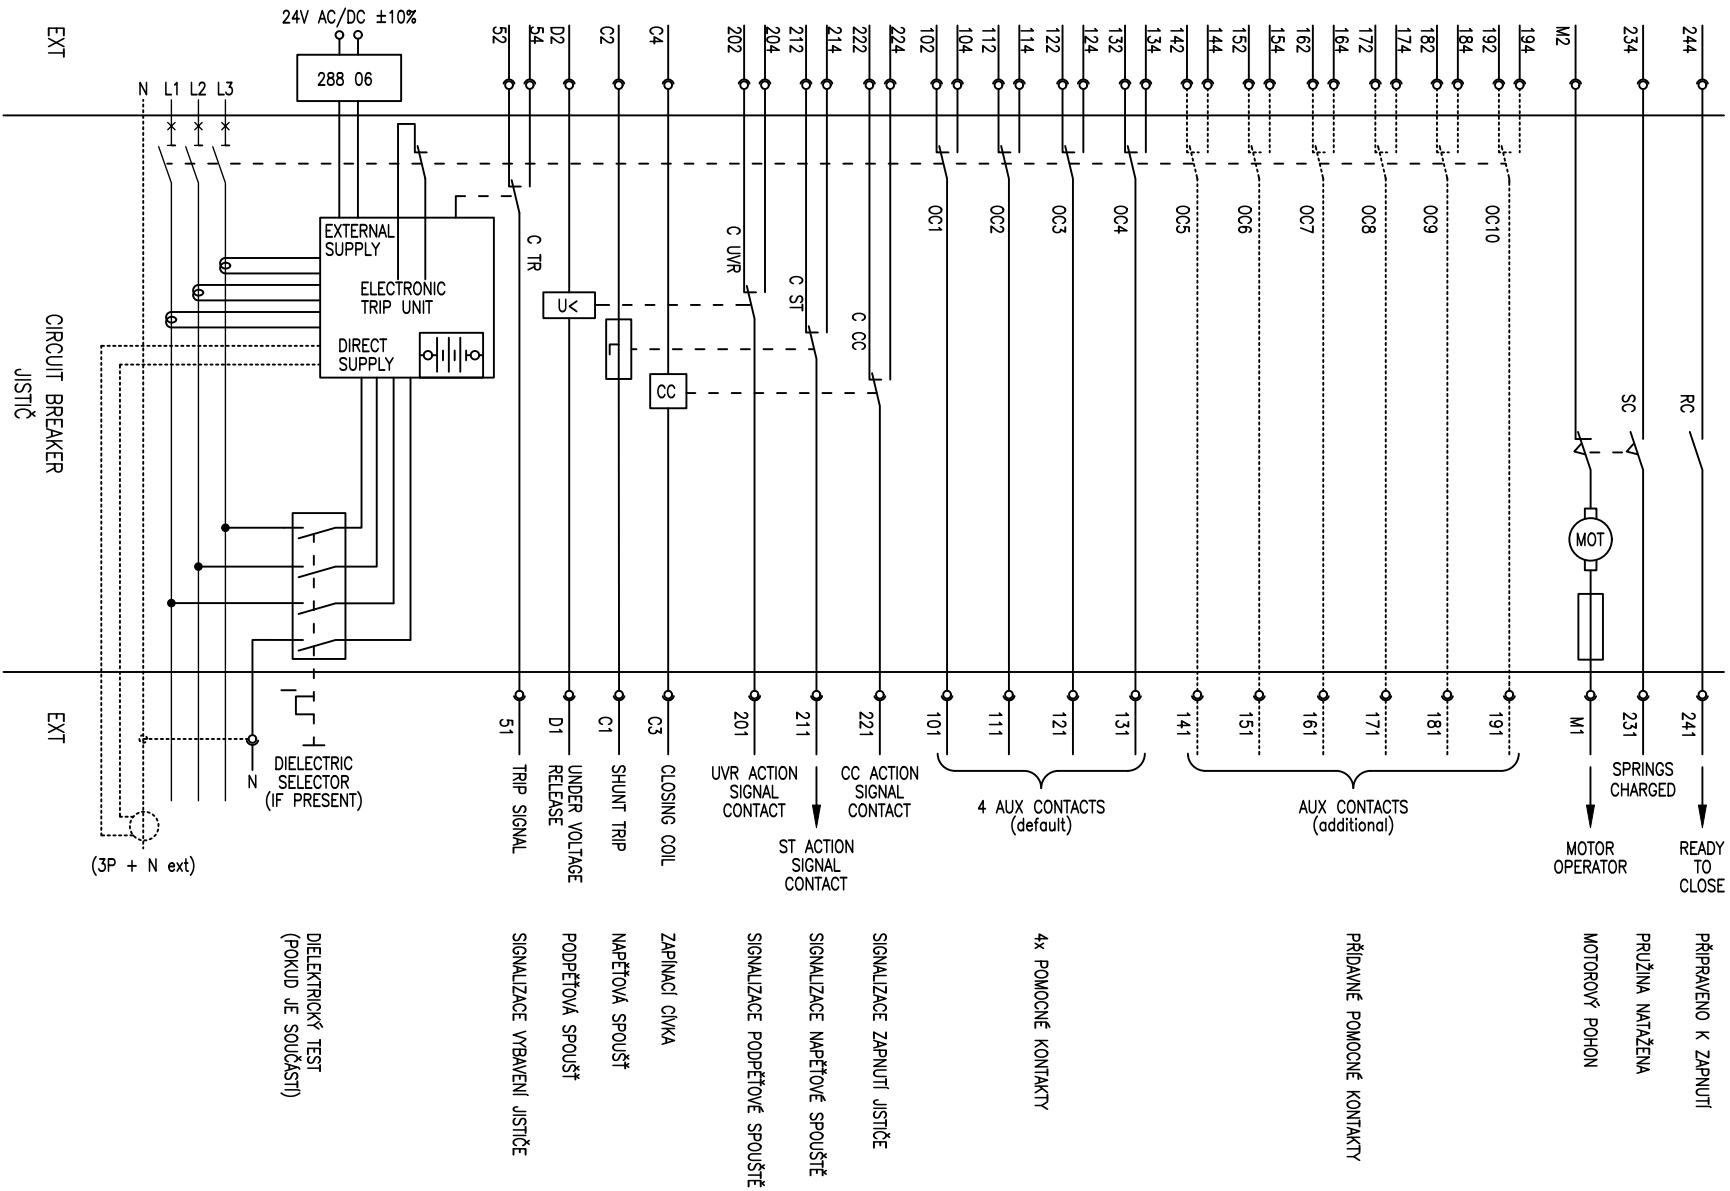 24V AC/DC ±10%
288 06
EXT
N L1 L2 L3
52
54
D2
C2
C4
202
204
212
214
222
224
102
104
112
114
122
124
132
134
142
144
152
154
162
164
172
174
182
184
192
194
M2
234
244
EXTERNAL
SUPPLY
ELECTRONIC
TRIP UNIT
DIRECT
SUPPLY
C TR
U<
CC
C UVR
C ST
C CC
OC1
OC2
OC3
OC4
OC5
OC6
OC7
OC8
OC9
OC10
SC
RC
MOT
CIRCUIT BREAKER
JISTIČ
EXT
N
DIELECTRIC
SELECTOR
(IF PRESENT)
(3P + N ext)
51
D1
C1
C3
201
211
221
101
111
121
131
141
151
161
171
181
191
M1
231
241
TRIP SIGNAL
UNDER VOLTAGE
RELEASE
SHUNT TRIP
CLOSING COIL
UVR ACTION
SIGNAL
CONTACT
ST ACTION
SIGNAL
CONTACT
CC ACTION
SIGNAL
CONTACT
4 AUX CONTACTS
(default)
AUX CONTACTS
(additional)
MOTOR
OPERATOR
SPRINGS
CHARGED
READY
TO
CLOSE
DIELEKTRICKÝ TEST
(POKUD JE SOUČÁSTÍ)
SIGNALIZACE VYBAVENÍ JISTIČE
PODPĚŤOVÁ SPOUŠŤ
NAPĚŤOVÁ SPOUŠŤ
ZAPÍNACÍ CÍVKA
SIGNALIZACE PODPĚŤOVÉ SPOUŠTĚ
SIGNALIZACE NAPĚŤOVÉ SPOUŠTĚ
SIGNALIZACE ZAPNUTÍ JISTIČE
4x POMOCNÉ KONTAKTY
PŘÍDAVNÉ POMOCNÉ KONTAKTY
MOTOROVÝ POHON
PRUŽINA NATAŽENA
PŘIPRAVENO K ZAPNUTÍ